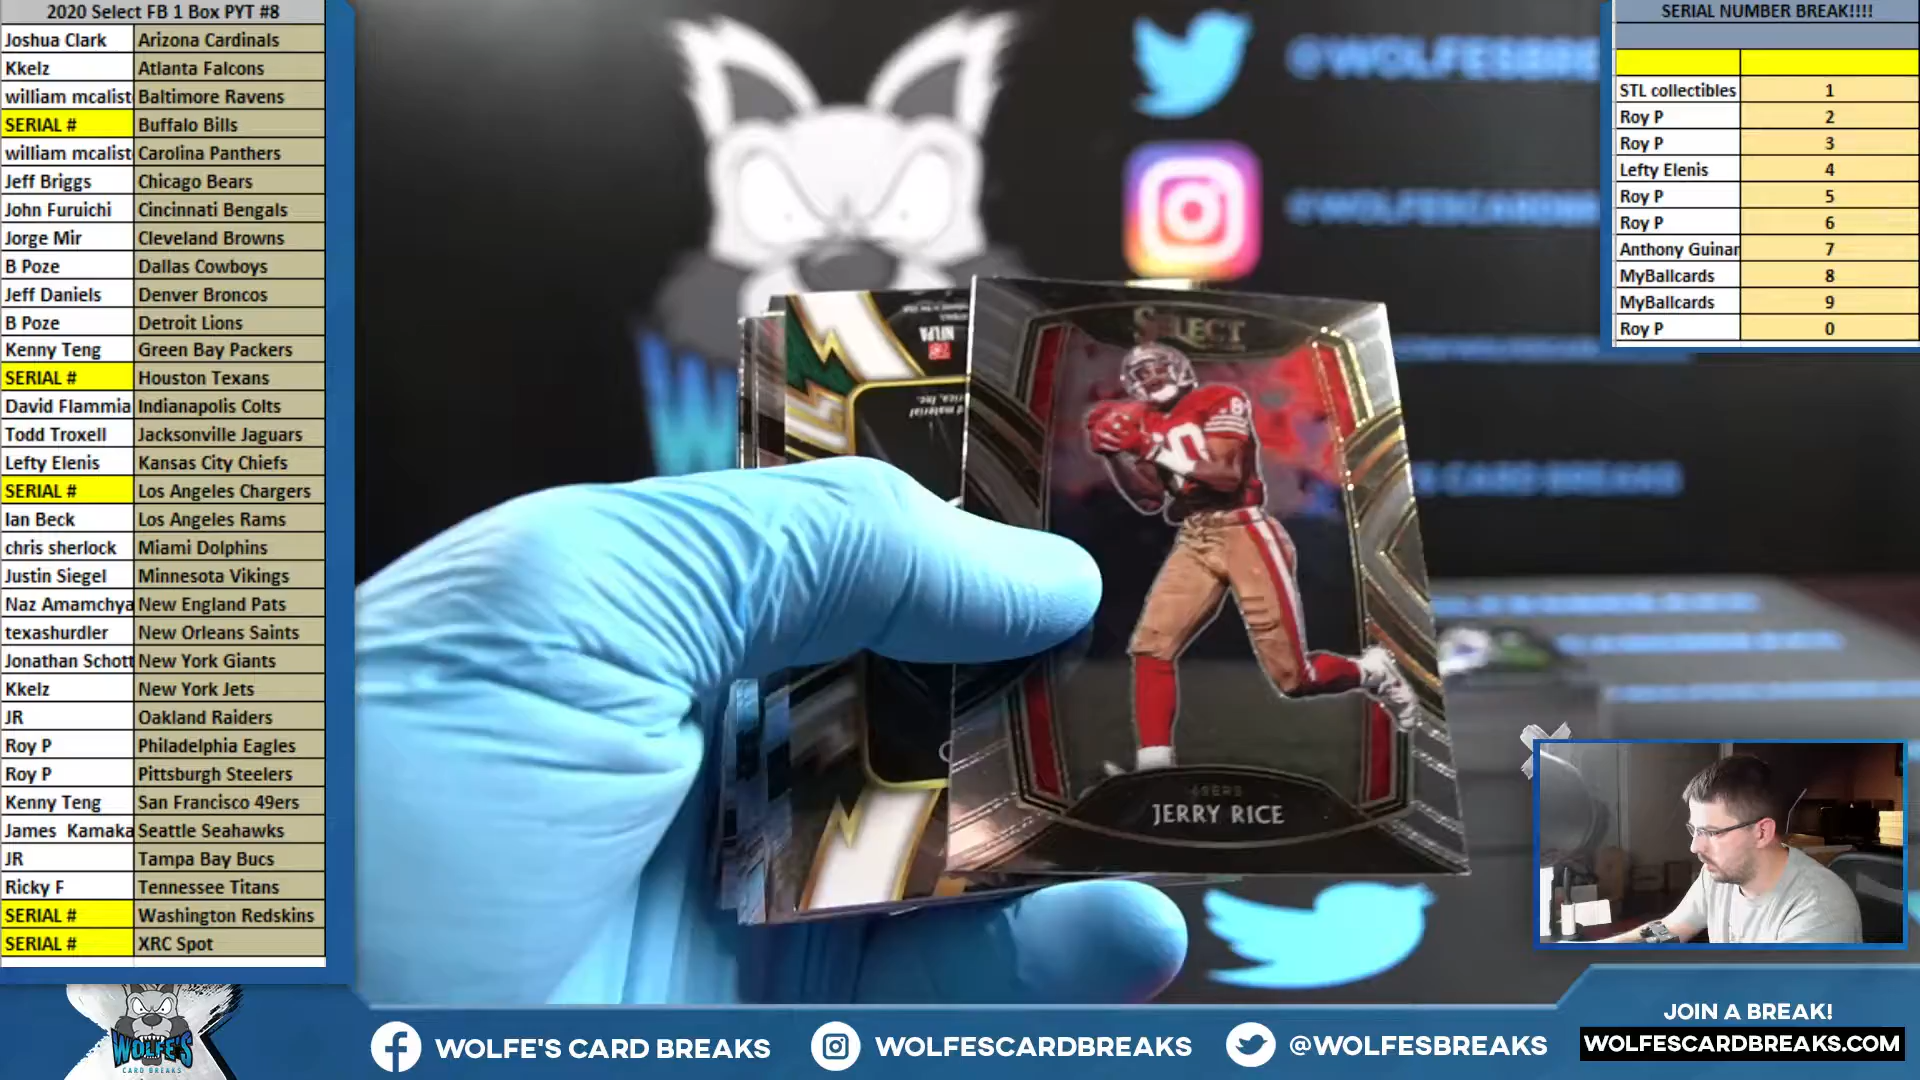 2020 Select FB 1 Box PYT #8
Joshua Clark Arizona Cardinals
Kkelz Atlanta Falcons
william mcalist Baltimore Ravens
SERIAL # Buffalo Bills
william mcalist Carolina Panthers
Jeff Briggs Chicago Bears
John Furuichi Cincinnati Bengals
Jorge Mir Cleveland Browns
B Poze Dallas Cowboys
Jeff Daniels Denver Broncos
B Poze Detroit Lions
Kenny Teng Green Bay Packers
SERIAL # Houston Texans
David Flammia Indianapolis Colts
Todd Troxell Jacksonville Jaguars
Lefty Elenis Kansas City Chiefs
SERIAL # Los Angeles Chargers
Ian Beck Los Angeles Rams
chris sherlock Miami Dolphins
Justin Siegel Minnesota Vikings
Naz Amamchya New England Pats
texashurdler New Orleans Saints
Jonathan Schott New York Giants
Kkelz New York Jets
JR Oakland Raiders
Roy P Philadelphia Eagles
Roy P Pittsburgh Steelers
Kenny Teng San Francisco 49ers
James Kamaka Seattle Seahawks
JR Tampa Bay Bucs
Ricky F Tennessee Titans
SERIAL # Washington Redskins
SERIAL # XRC Spot
SERIAL NUMBER BREAK!!!!
STL collectibles 1
Roy P 2
Roy P 3
Lefty Elenis 4
Roy P 5
Roy P 6
Anthony Guinar 7
MyBallcards 8
MyBallcards 9
Roy P 0
@WOLFESBRE
@WOLFESCARDBR
CARD BREAKS
NFLPA
SELECT
80
49ERS
JERRY RICE
WOLFE'S
CARD BREAKS
WOLFE'S CARD BREAKS
WOLFESCARDBREAKS
@WOLFESBREAKS
JOIN A BREAK!
WOLFESCARDBREAKS.COM